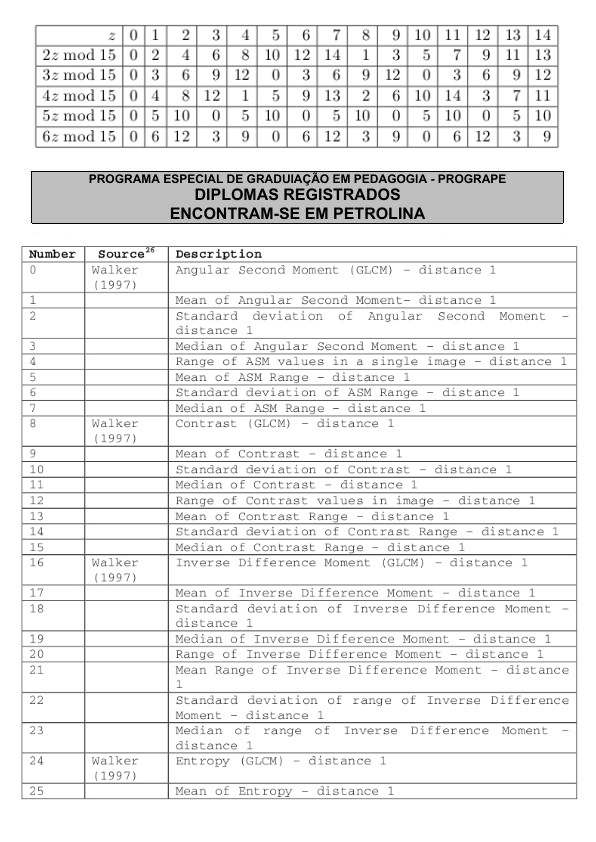 z 0 1 2 3 4 5 6 7 8 9 10 11 12 13 14
2z mod 15 0 2 4 6 8 10 12 14 1 3 5 7 9 11 13
3z mod 15 0 3 6 9 12 0 3 6 9 12 0 3 6 9 12
4z mod 15 0 4 8 12 1 5 9 13 2 6 10 14 3 7 11
5z mod 15 0 5 10 0 5 10 0 5 10 0 5 10 0 5 10
6z mod 15 0 6 12 3 9 0 6 12 3 9 0 6 12 3 9
PROGRAMA ESPECIAL DE GRADUIAÇÃO EM PEDAGOGIA - PROGRAPE
DIPLOMAS REGISTRADOS
ENCONTRAM-SE EM PETROLINA
Number Source26 Description
0 Walker Angular Second Moment (GLCM) – distance 1
(1997)
1 Mean of Angular Second Moment– distance 1
2 Standard deviation of Angular Second Moment –
distance 1
3 Median of Angular Second Moment – distance 1
4 Range of ASM values in a single image – distance 1
5 Mean of ASM Range – distance 1
6 Standard deviation of ASM Range – distance 1
7 Median of ASM Range – distance 1
8 Walker Contrast (GLCM) – distance 1
(1997)
9 Mean of Contrast – distance 1
10 Standard deviation of Contrast – distance 1
11 Median of Contrast – distance 1
12 Range of Contrast values in image – distance 1
13 Mean of Contrast Range – distance 1
14 Standard deviation of Contrast Range – distance 1
15 Median of Contrast Range – distance 1
16 Walker Inverse Difference Moment (GLCM) – distance 1
(1997)
17 Mean of Inverse Difference Moment – distance 1
18 Standard deviation of Inverse Difference Moment –
distance 1
19 Median of Inverse Difference Moment – distance 1
20 Range of Inverse Difference Moment – distance 1
21 Mean Range of Inverse Difference Moment – distance
1
22 Standard deviation of range of Inverse Difference
Moment – distance 1
23 Median of range of Inverse Difference Moment –
distance 1
24 Walker Entropy (GLCM) – distance 1
(1997)
25 Mean of Entropy – distance 1